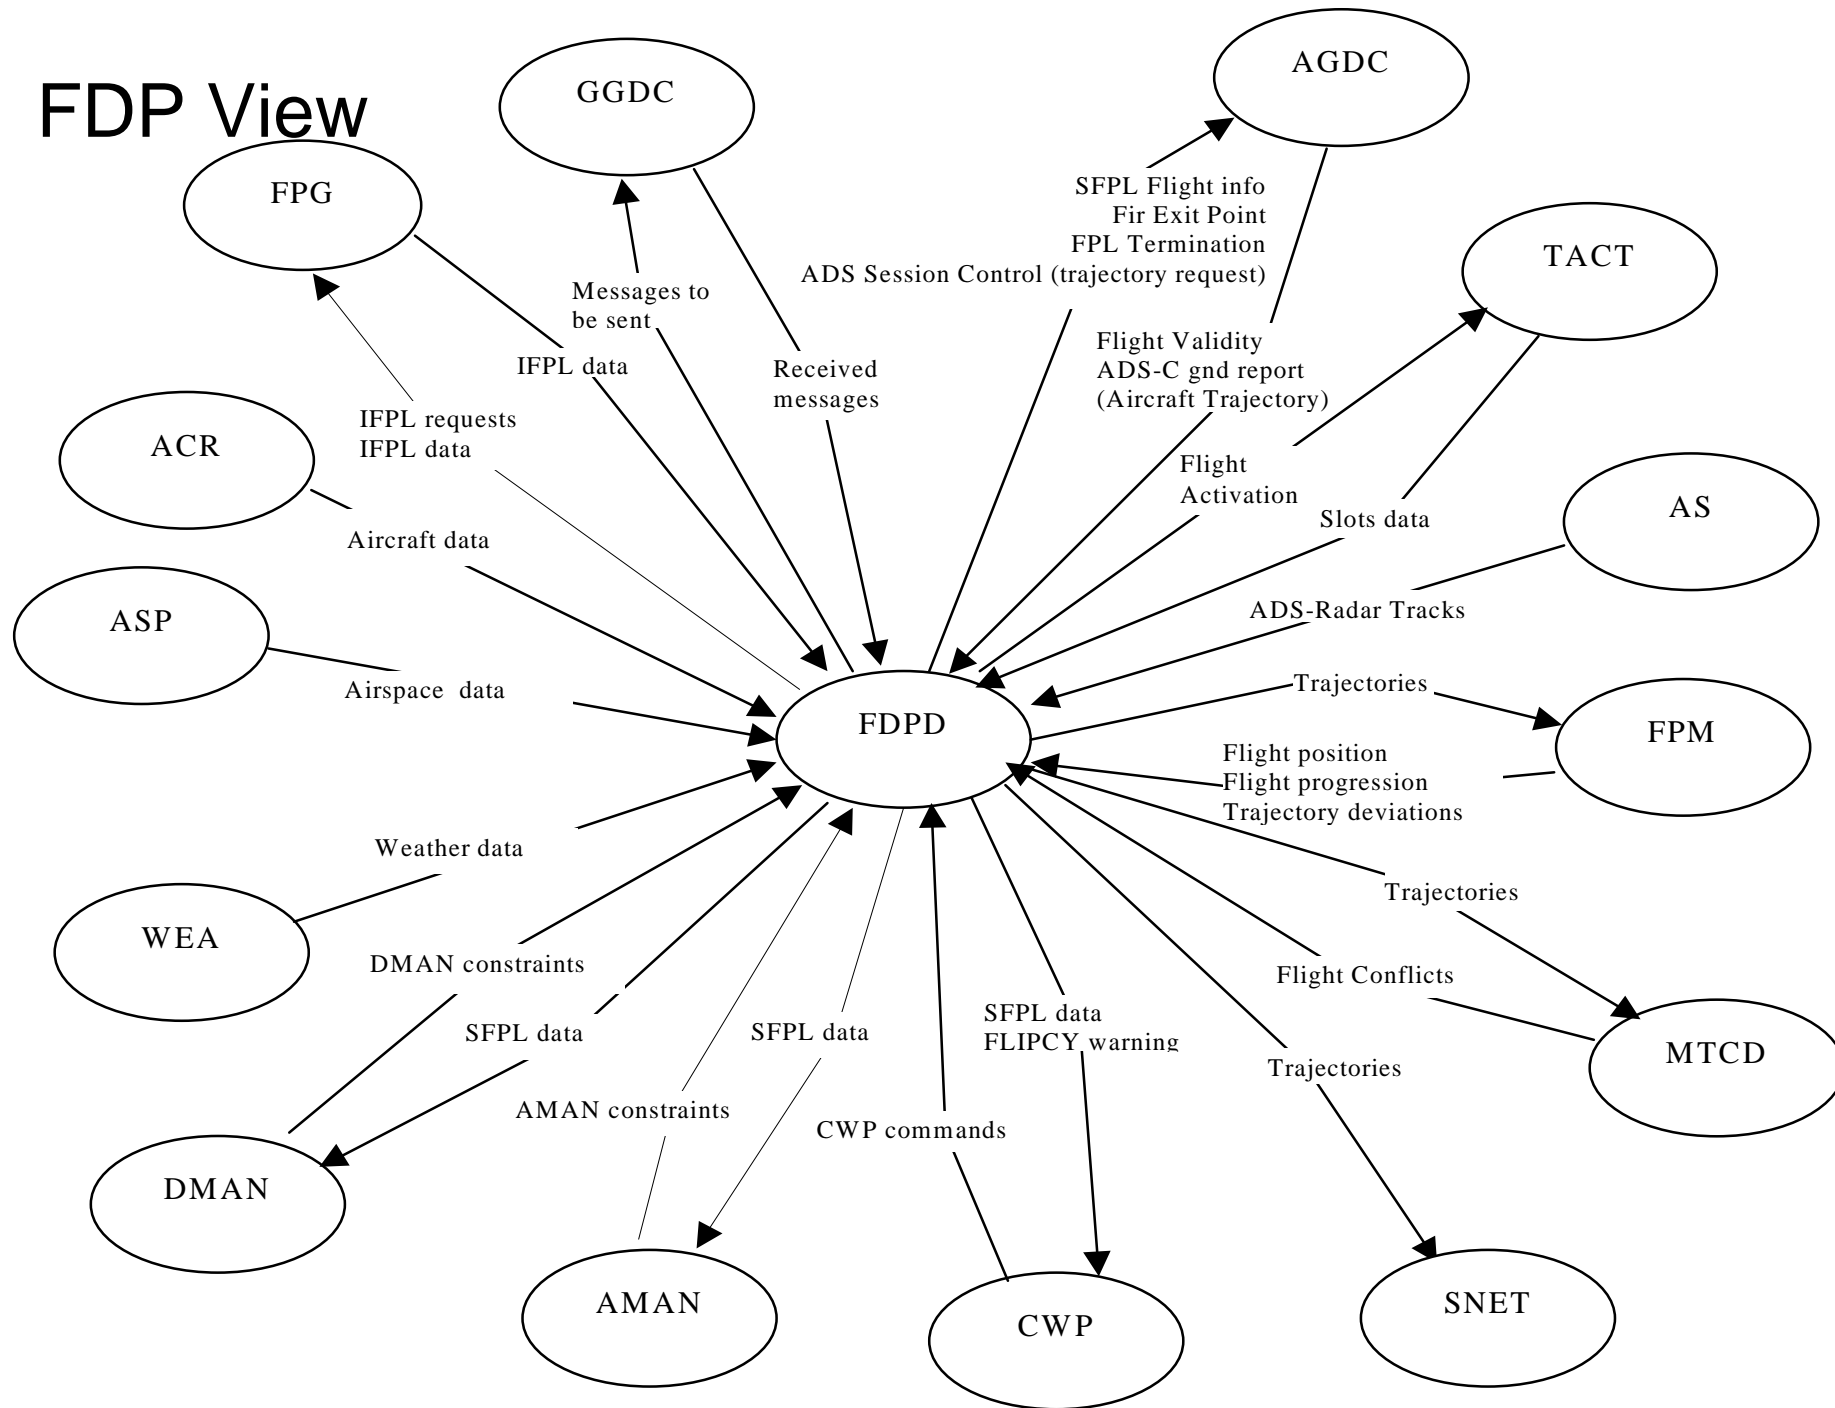 FDP View
GGDC
AGDC
FPG
TACT
SFPL Flight info
Fir Exit Point
FPL Termination
ADS Session Control (trajectory request)
Messages to
be sent
IFPL data
Received
messages
Flight Validity
ADS-C gnd report
(Aircraft Trajectory)
IFPL requests
IFPL data
ACR
Flight
Activation
Slots data
AS
Aircraft data
ASP
ADS-Radar Tracks
Airspace data
Trajectories
FDPD
FPM
Flight position
Flight progression
Trajectory deviations
Weather data
Trajectories
WEA
DMAN constraints
Flight Conflicts
SFPL data
SFPL data
SFPL data
FLIPCY warning
MTCD
Trajectories
AMAN constraints
CWP commands
DMAN
AMAN
CWP
SNET